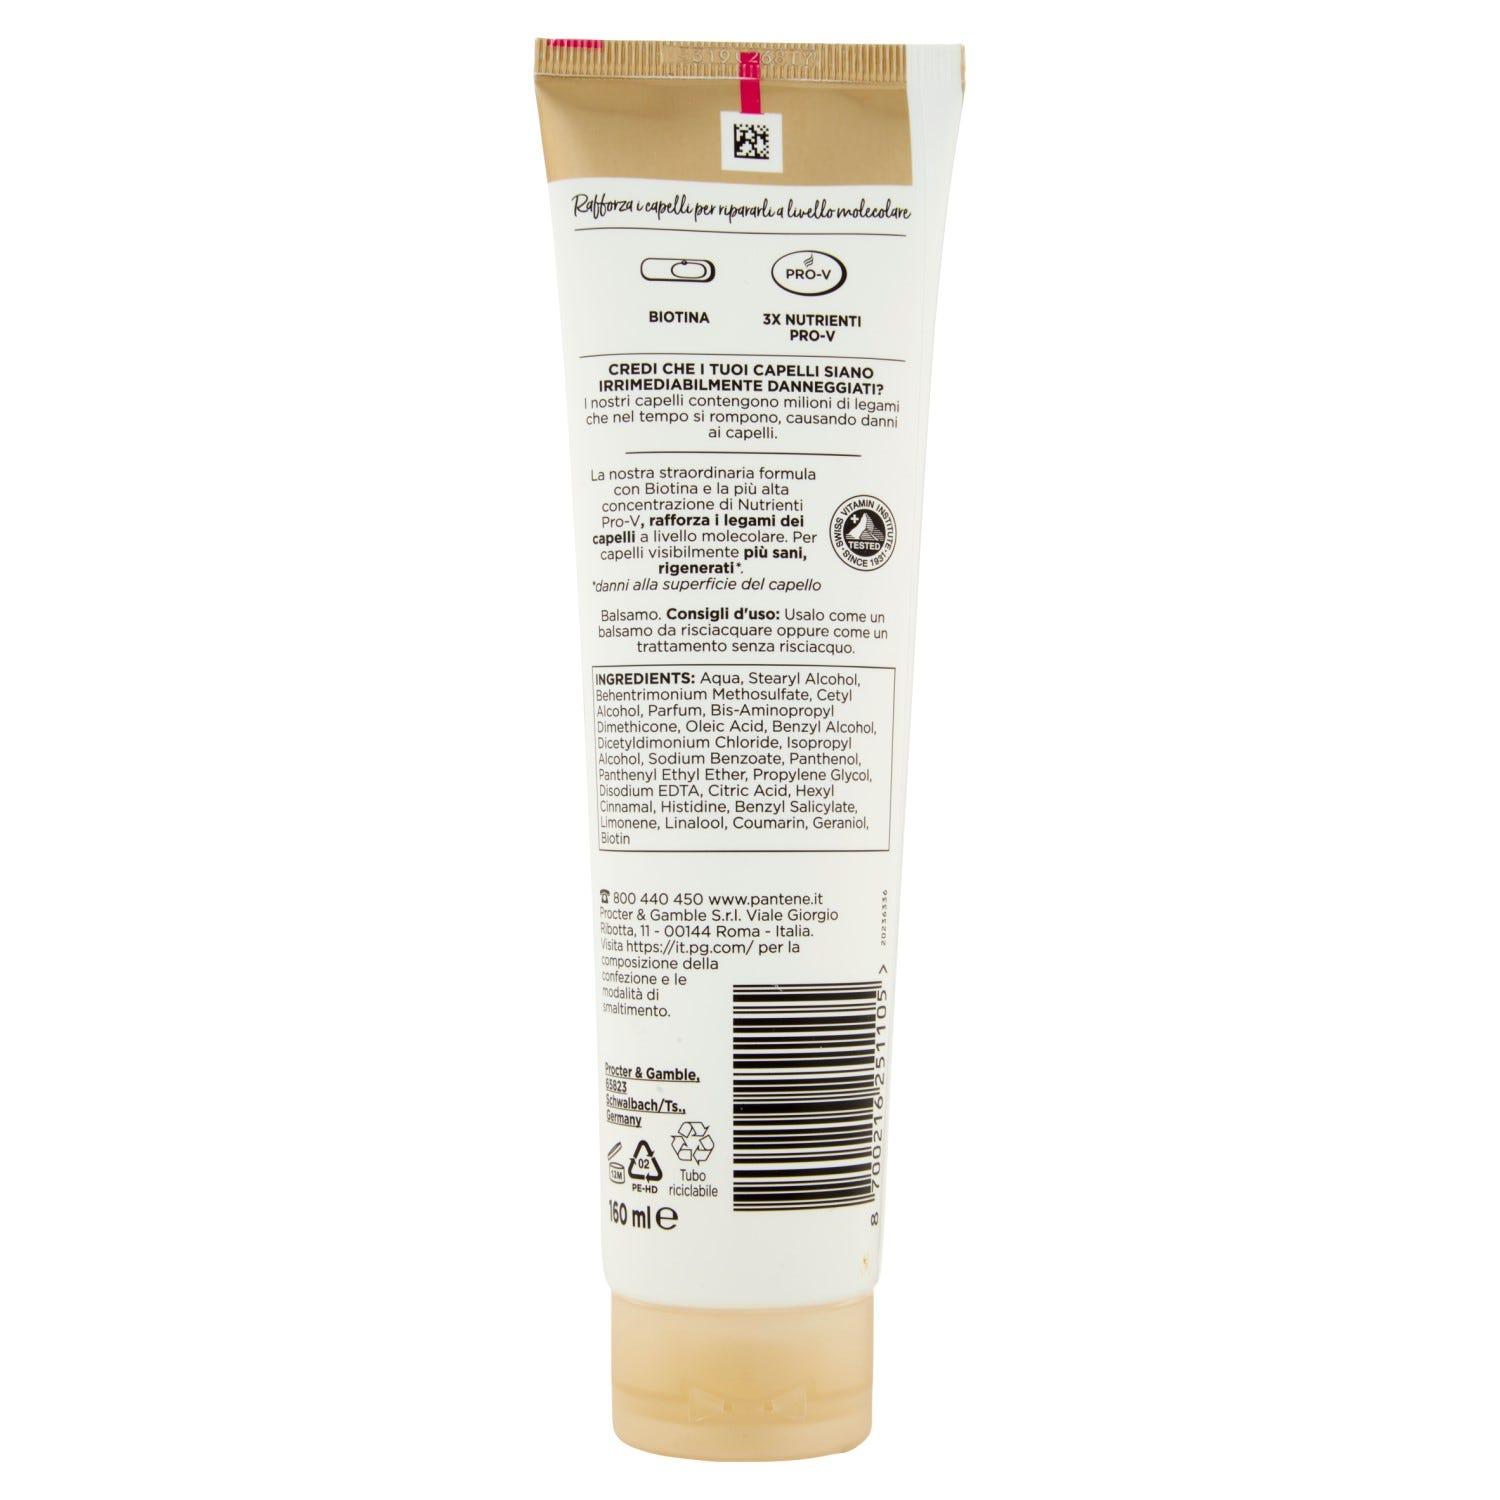 Rafforza i capelli per ripararli a livello molecolare
PRO-V
BIOTINA
3X NUTRIENTI
PRO-V
CREDI CHE I TUOI CAPELLI SIANO
IRRIMEDIABILMENTE DANNEGGIATI?
I nostri capelli contengono milioni di legami
che nel tempo si rompono, causando danni
ai capelli.
La nostra straordinaria formula
con Biotina e la più alta
concentrazione di Nutrienti
Pro-V, rafforza i legami dei
capelli a livello molecolare. Per
capelli visibilmente più sani,
rigenerati*.
*danni alla superficie del capello
SWISS VITAMIN INSTITUTE
TESTED
SINCE 1931
Balsamo. Consigli d'uso: Usalo come un
balsamo da risciacquare oppure come un
trattamento senza risciacquo.
INGREDIENTS: Aqua, Stearyl Alcohol,
Behentrimonium Methosulfate, Cetyl
Alcohol, Parfum, Bis-Aminopropyl
Dimethicone, Oleic Acid, Benzyl Alcohol,
Dicetyldimonium Chloride, Isopropyl
Alcohol, Sodium Benzoate, Panthenol,
Panthenyl Ethyl Ether, Propylene Glycol,
Disodium EDTA, Citric Acid, Hexyl
Cinnamal, Histidine, Benzyl Salicylate,
Limonene, Linalool, Coumarin, Geraniol,
Biotin
800 440 450 www.pantene.it
Procter & Gamble S.r.l. Viale Giorgio
Ribotta, 11 - 00144 Roma - Italia.
Visita https://it.pg.com/ per la
composizione della
confezione e le
modalità di
smaltimento.
20236336
Procter & Gamble,
65823
Schwalbach/Ts.,
Germany
12M
02
PE-HD
Tubo
riciclabile
160 ml e
8 700216 251105 >